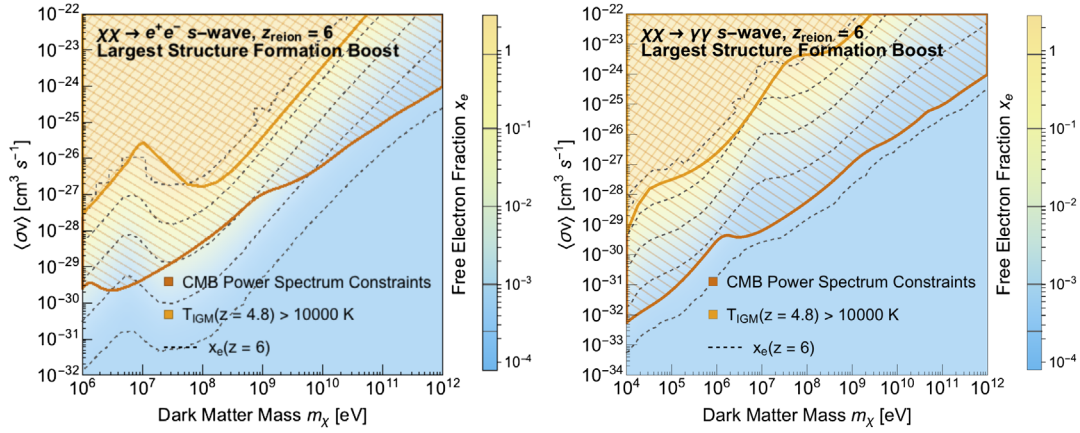 χχ → e⁺e⁻ s−wave, z_reion = 6
Largest Structure Formation Boost
10⁻²²
10⁻²³
10⁻²⁴
10⁻²⁵
10⁻²⁶
10⁻²⁷
10⁻²⁸
10⁻²⁹
10⁻³⁰
10⁻³¹
10⁻³²
⟨σv⟩ [cm³ s⁻¹]
CMB Power Spectrum Constraints
T_IGM(z = 4.8) > 10000 K
x_e(z = 6)
10⁶ 10⁷ 10⁸ 10⁹ 10¹⁰ 10¹¹ 10¹²
Dark Matter Mass m_χ [eV]
1
10⁻¹
10⁻²
10⁻³
10⁻⁴
Free Electron Fraction x_e
χχ → γγ s−wave, z_reion = 6
Largest Structure Formation Boost
10⁻²²
10⁻²³
10⁻²⁴
10⁻²⁵
10⁻²⁶
10⁻²⁷
10⁻²⁸
10⁻²⁹
10⁻³⁰
10⁻³¹
10⁻³²
10⁻³³
10⁻³⁴
⟨σv⟩ [cm³ s⁻¹]
CMB Power Spectrum Constraints
T_IGM(z = 4.8) > 10000 K
x_e(z = 6)
10⁴ 10⁵ 10⁶ 10⁷ 10⁸ 10⁹ 10¹⁰ 10¹¹ 10¹²
Dark Matter Mass m_χ [eV]
1
10⁻¹
10⁻²
10⁻³
10⁻⁴
Free Electron Fraction x_e